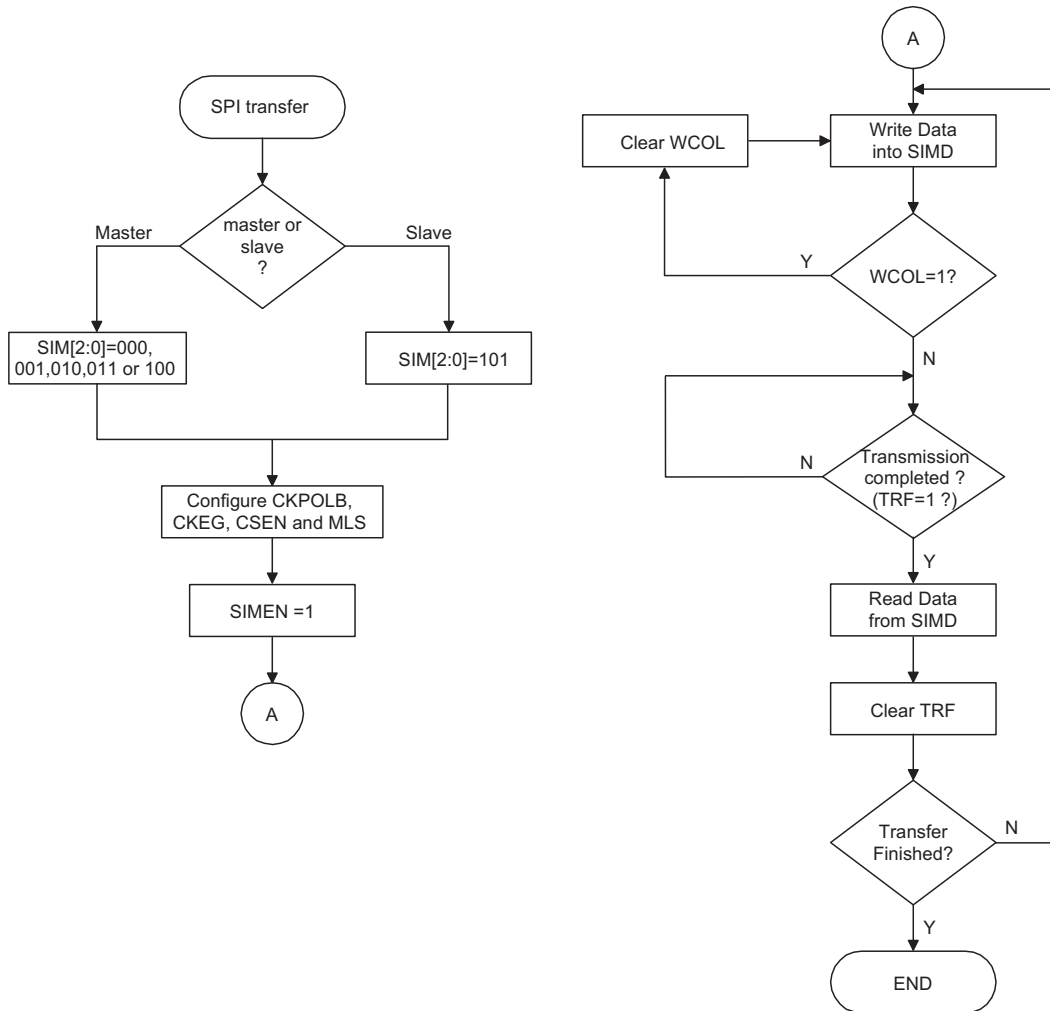 SPI transfer
master or
slave
?
Master
Slave
SIM[2:0]=000,
001,010,011 or 100
SIM[2:0]=101
Configure CKPOLB,
CKEG, CSEN and MLS
SIMEN =1
A
A
Clear WCOL
Write Data
into SIMD
Y
WCOL=1?
N
N
Transmission
completed ?
(TRF=1 ?)
Y
Read Data
from SIMD
Clear TRF
Transfer
Finished?
N
Y
END